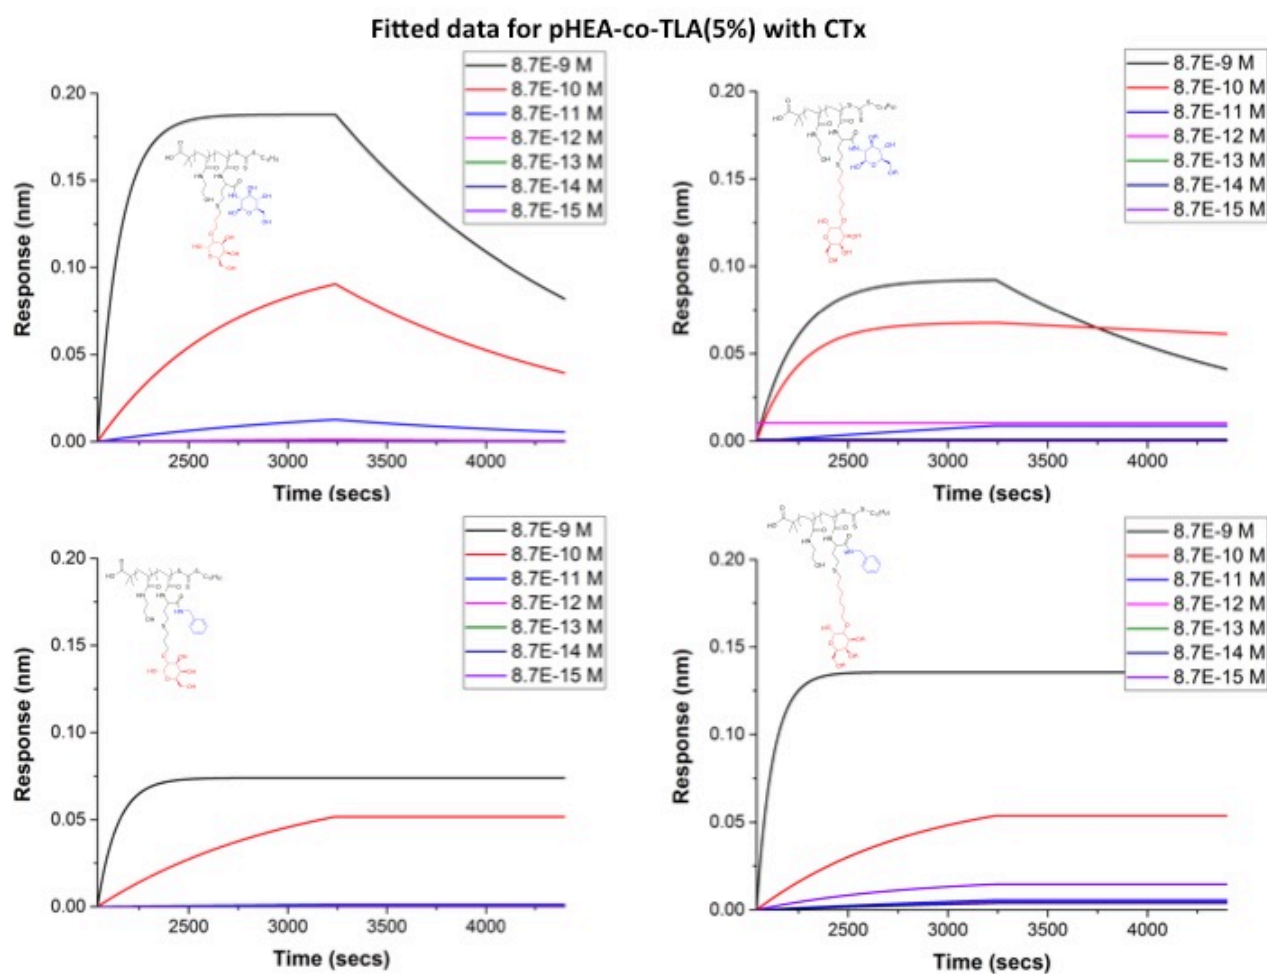 Fitted data for pHEA-co-TLA(5%) with CTx
8.7E-9 M
8.7E-10 M
8.7E-11 M
8.7E-12 M
8.7E-13 M
8.7E-14 M
8.7E-15 M
Response (nm)
0.20
0.15
0.10
0.05
0.00
2500
3000
3500
4000
Time (secs)
8.7E-9 M
8.7E-10 M
8.7E-11 M
8.7E-12 M
8.7E-13 M
8.7E-14 M
8.7E-15 M
Response (nm)
0.20
0.15
0.10
0.05
0.00
2500
3000
3500
4000
Time (secs)
8.7E-9 M
8.7E-10 M
8.7E-11 M
8.7E-12 M
8.7E-13 M
8.7E-14 M
8.7E-15 M
Response (nm)
0.20
0.15
0.10
0.05
0.00
2500
3000
3500
4000
Time (secs)
8.7E-9 M
8.7E-10 M
8.7E-11 M
8.7E-12 M
8.7E-13 M
8.7E-14 M
8.7E-15 M
Response (nm)
0.20
0.15
0.10
0.05
0.00
2500
3000
3500
4000
Time (secs)